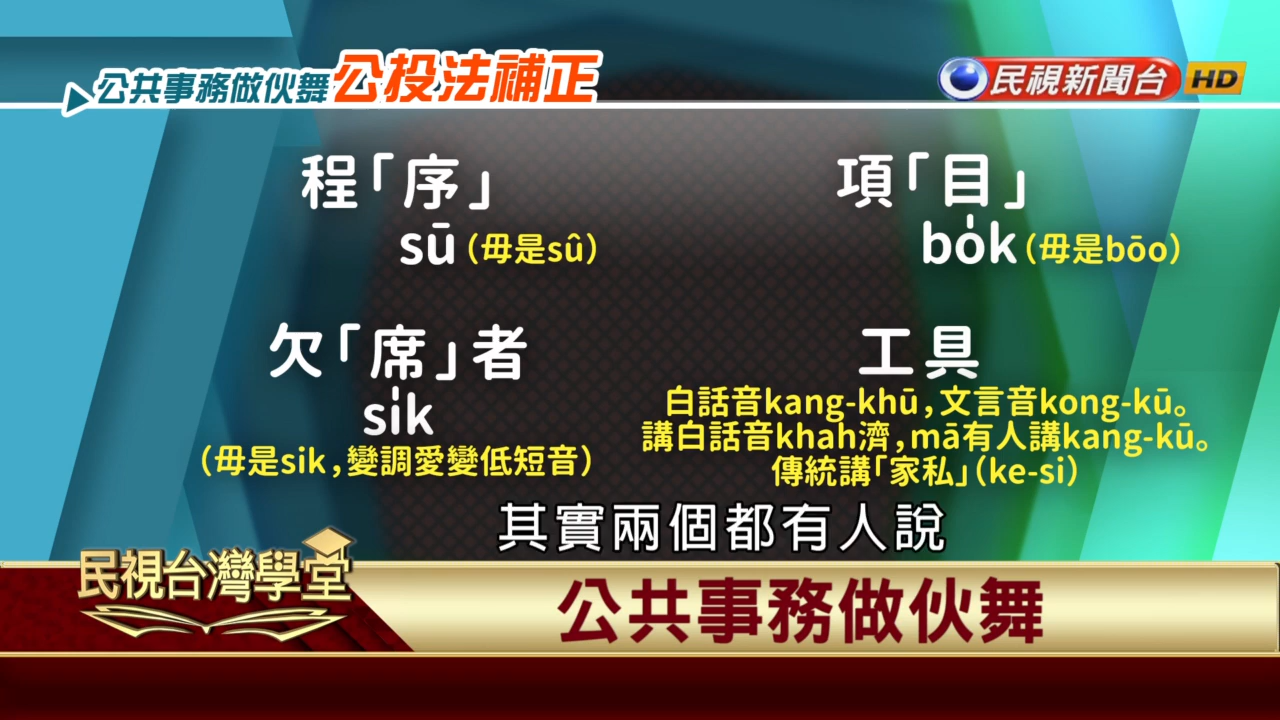 公共事務做伙舞公投法補正
民視新聞台 HD
程「序」
sū（毋是sû）
項「目」
bo̍k（毋是bōo）
欠「席」者
si̍k
（毋是sik，變調愛變低短音）
工具
白話音kang-khū，文言音kong-kū。
講白話音khah濟，mā有人講kang-kū。
傳統講「家私」（ke-si）
其實兩個都有人說
民視台灣學堂
公共事務做伙舞